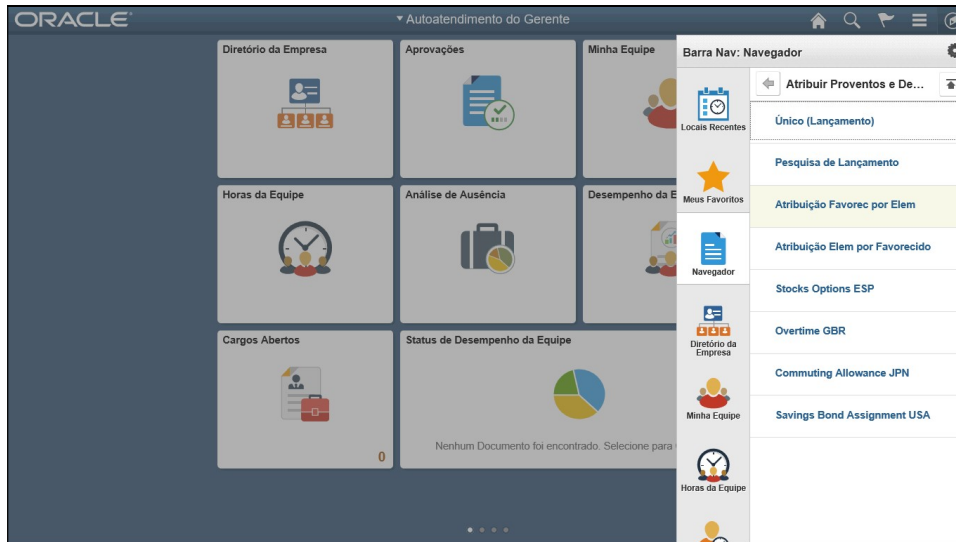 ORACLE
Autoatendimento do Gerente
Diretório da Empresa
Aprovações
Minha Equipe
Horas da Equipe
Análise de Ausência
Desempenho da E
Cargos Abertos
0
Status de Desempenho da Equipe
Nenhum Documento foi encontrado. Selecione para
Barra Nav: Navegador
Locais Recentes
Meus Favoritos
Navegador
Diretório da
Empresa
Minha Equipe
Horas da Equipe
Atribuir Proventos e De...
Único (Lançamento)
Pesquisa de Lançamento
Atribuição Favorec por Elem
Atribuição Elem por Favorecido
Stocks Options ESP
Overtime GBR
Commuting Allowance JPN
Savings Bond Assignment USA